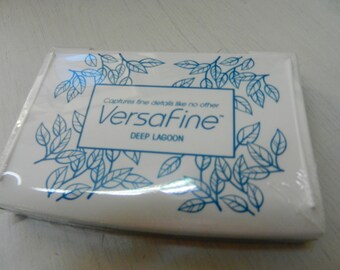 Captures fine details like no other
VersaFine™
DEEP LAGOON